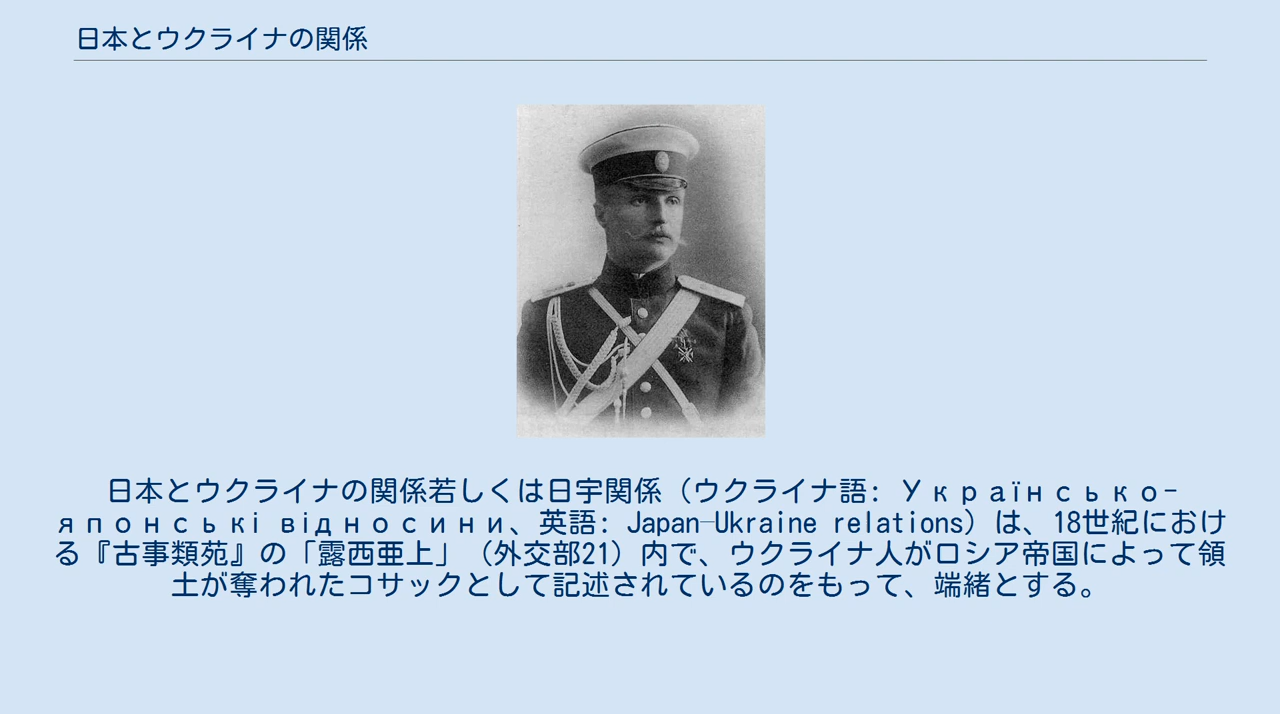 日本とウクライナの関係
日本とウクライナの関係若しくは日宇関係（ウクライナ語: Українсько-
японські відносини、英語: Japan–Ukraine relations）は、18世紀におけ
る『古事類苑』の「露西亜上」（外交部21）内で、ウクライナ人がロシア帝国によって領
土が奪われたコサックとして記述されているのをもって、端緒とする。